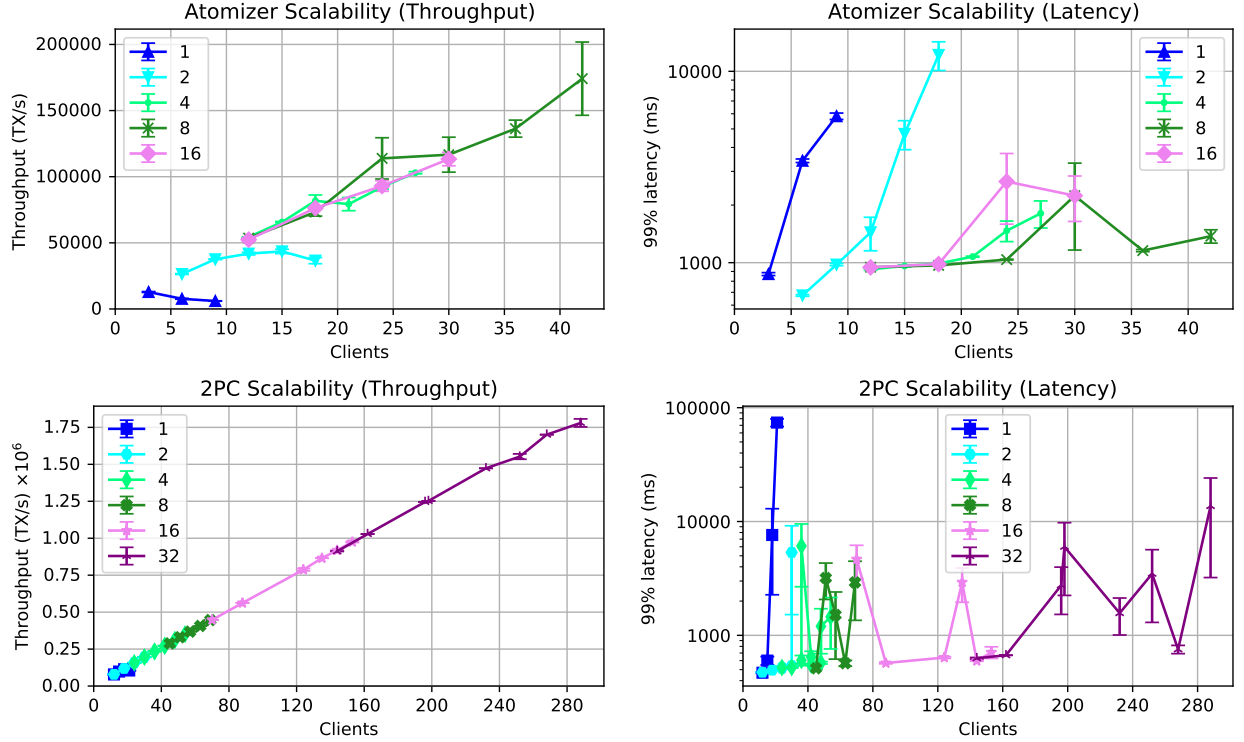 Atomizer Scalability (Throughput)
Throughput (TX/s)
200000
150000
100000
50000
0
1
2
4
8
16
0 5 10 15 20 25 30 35 40
Clients
Atomizer Scalability (Latency)
99% latency (ms)
10000
1000
1
2
4
8
16
0 5 10 15 20 25 30 35 40
Clients
2PC Scalability (Throughput)
Throughput (TX/s) ×10⁶
1.75
1.50
1.25
1.00
0.75
0.50
0.25
0.00
1
2
4
8
16
32
0 40 80 120 160 200 240 280
Clients
2PC Scalability (Latency)
99% latency (ms)
100000
10000
1000
1
2
4
8
16
32
0 40 80 120 160 200 240 280
Clients